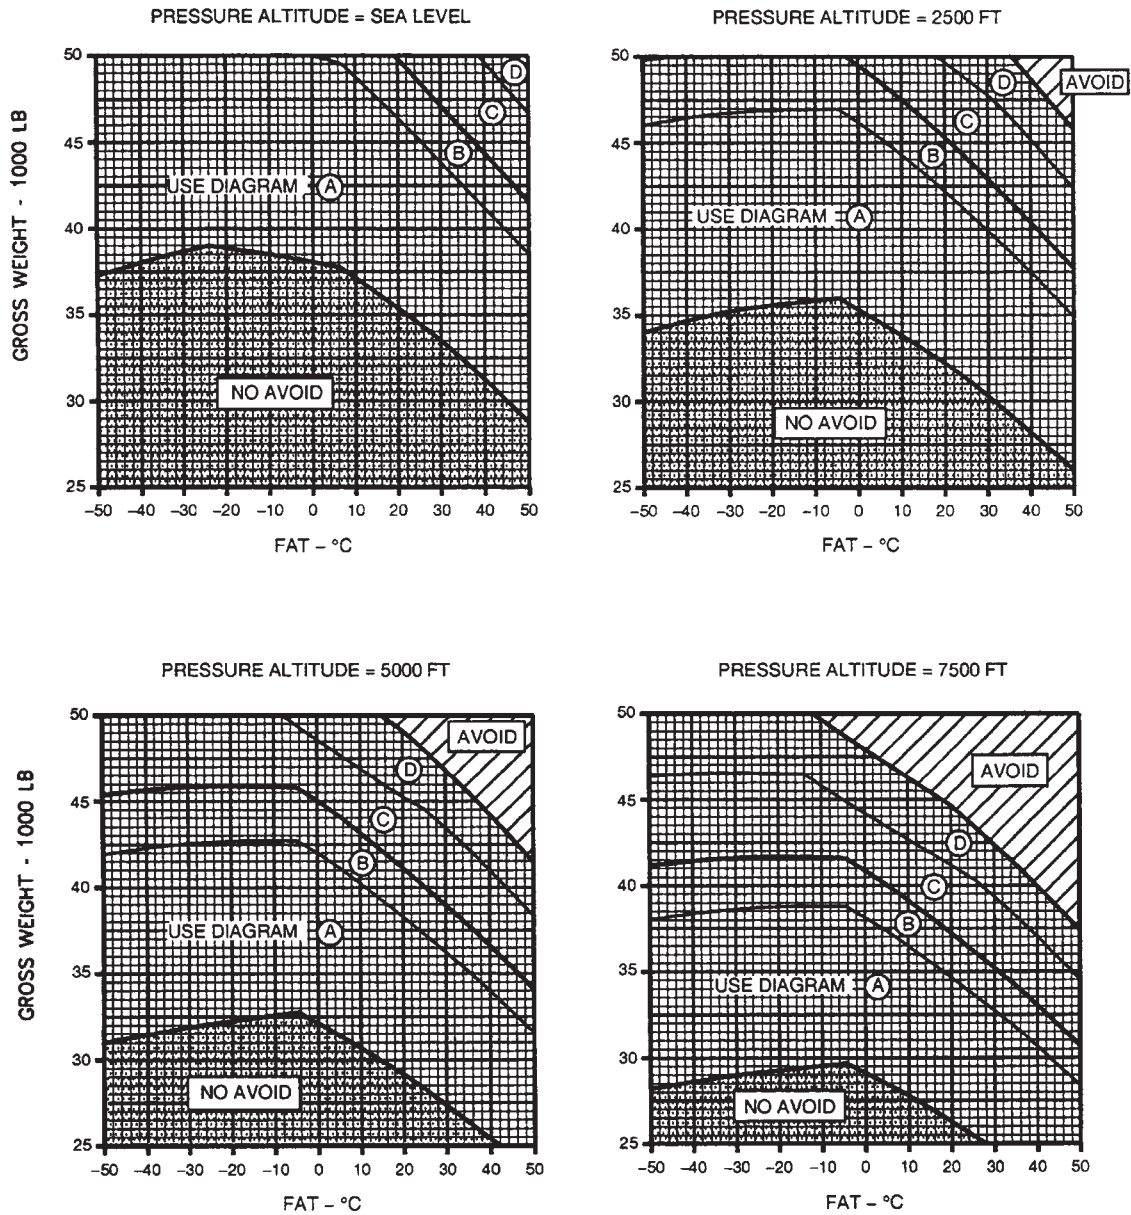 PRESSURE ALTITUDE = SEA LEVEL
50
45
40
35
30
25
GROSS WEIGHT - 1000 LB
D
C
B
USE DIAGRAM A
NO AVOID
–50 –40 –30 –20 –10 0 10 20 30 40 50
FAT – °C
PRESSURE ALTITUDE = 2500 FT
50
45
40
35
30
25
AVOID
D
C
B
USE DIAGRAM A
NO AVOID
–50 –40 –30 –20 –10 0 10 20 30 40 50
FAT – °C
PRESSURE ALTITUDE = 5000 FT
50
45
40
35
30
25
GROSS WEIGHT - 1000 LB
AVOID
D
C
B
USE DIAGRAM A
NO AVOID
–50 –40 –30 –20 –10 0 10 20 30 40 50
FAT – °C
PRESSURE ALTITUDE = 7500 FT
50
45
40
35
30
25
AVOID
D
C
B
USE DIAGRAM A
NO AVOID
–50 –40 –30 –20 –10 0 10 20 30 40 50
FAT – °C